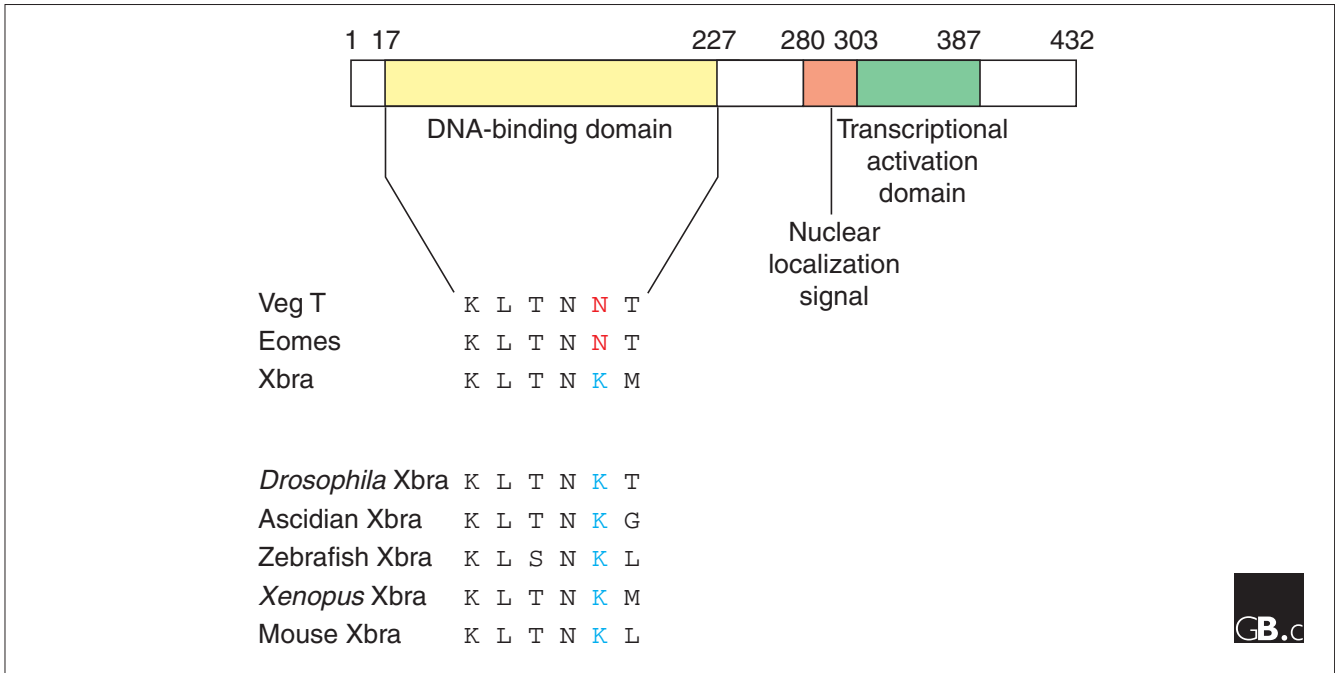 1 17 227 280 303 387 432
DNA-binding domain
Transcriptional
activation
domain
Nuclear
localization
signal
Veg T K L T N N T
Eomes K L T N N T
Xbra K L T N K M
Drosophila Xbra K L T N K T
Ascidian Xbra K L T N K G
Zebrafish Xbra K L S N K L
Xenopus Xbra K L T N K M
Mouse Xbra K L T N K L
GB.c